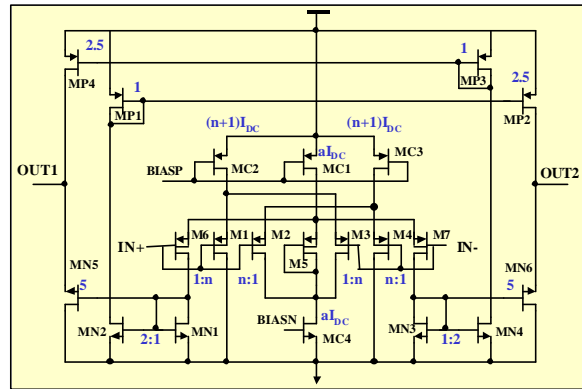 2.5
1
MP4
MP3
1
2.5
MP1
MP2
(n+1)I_DC
(n+1)I_DC
aI_DC
OUT1
BIASP
MC2
MC1
MC3
OUT2
IN+
M6
M1
M2
M3
M4
M7
IN-
M5
MN5
1:n
n:1
1:n
n:1
MN6
5
5
aI_DC
BIASN
MN2
MN1
MC4
MN3
MN4
2:1
1:2